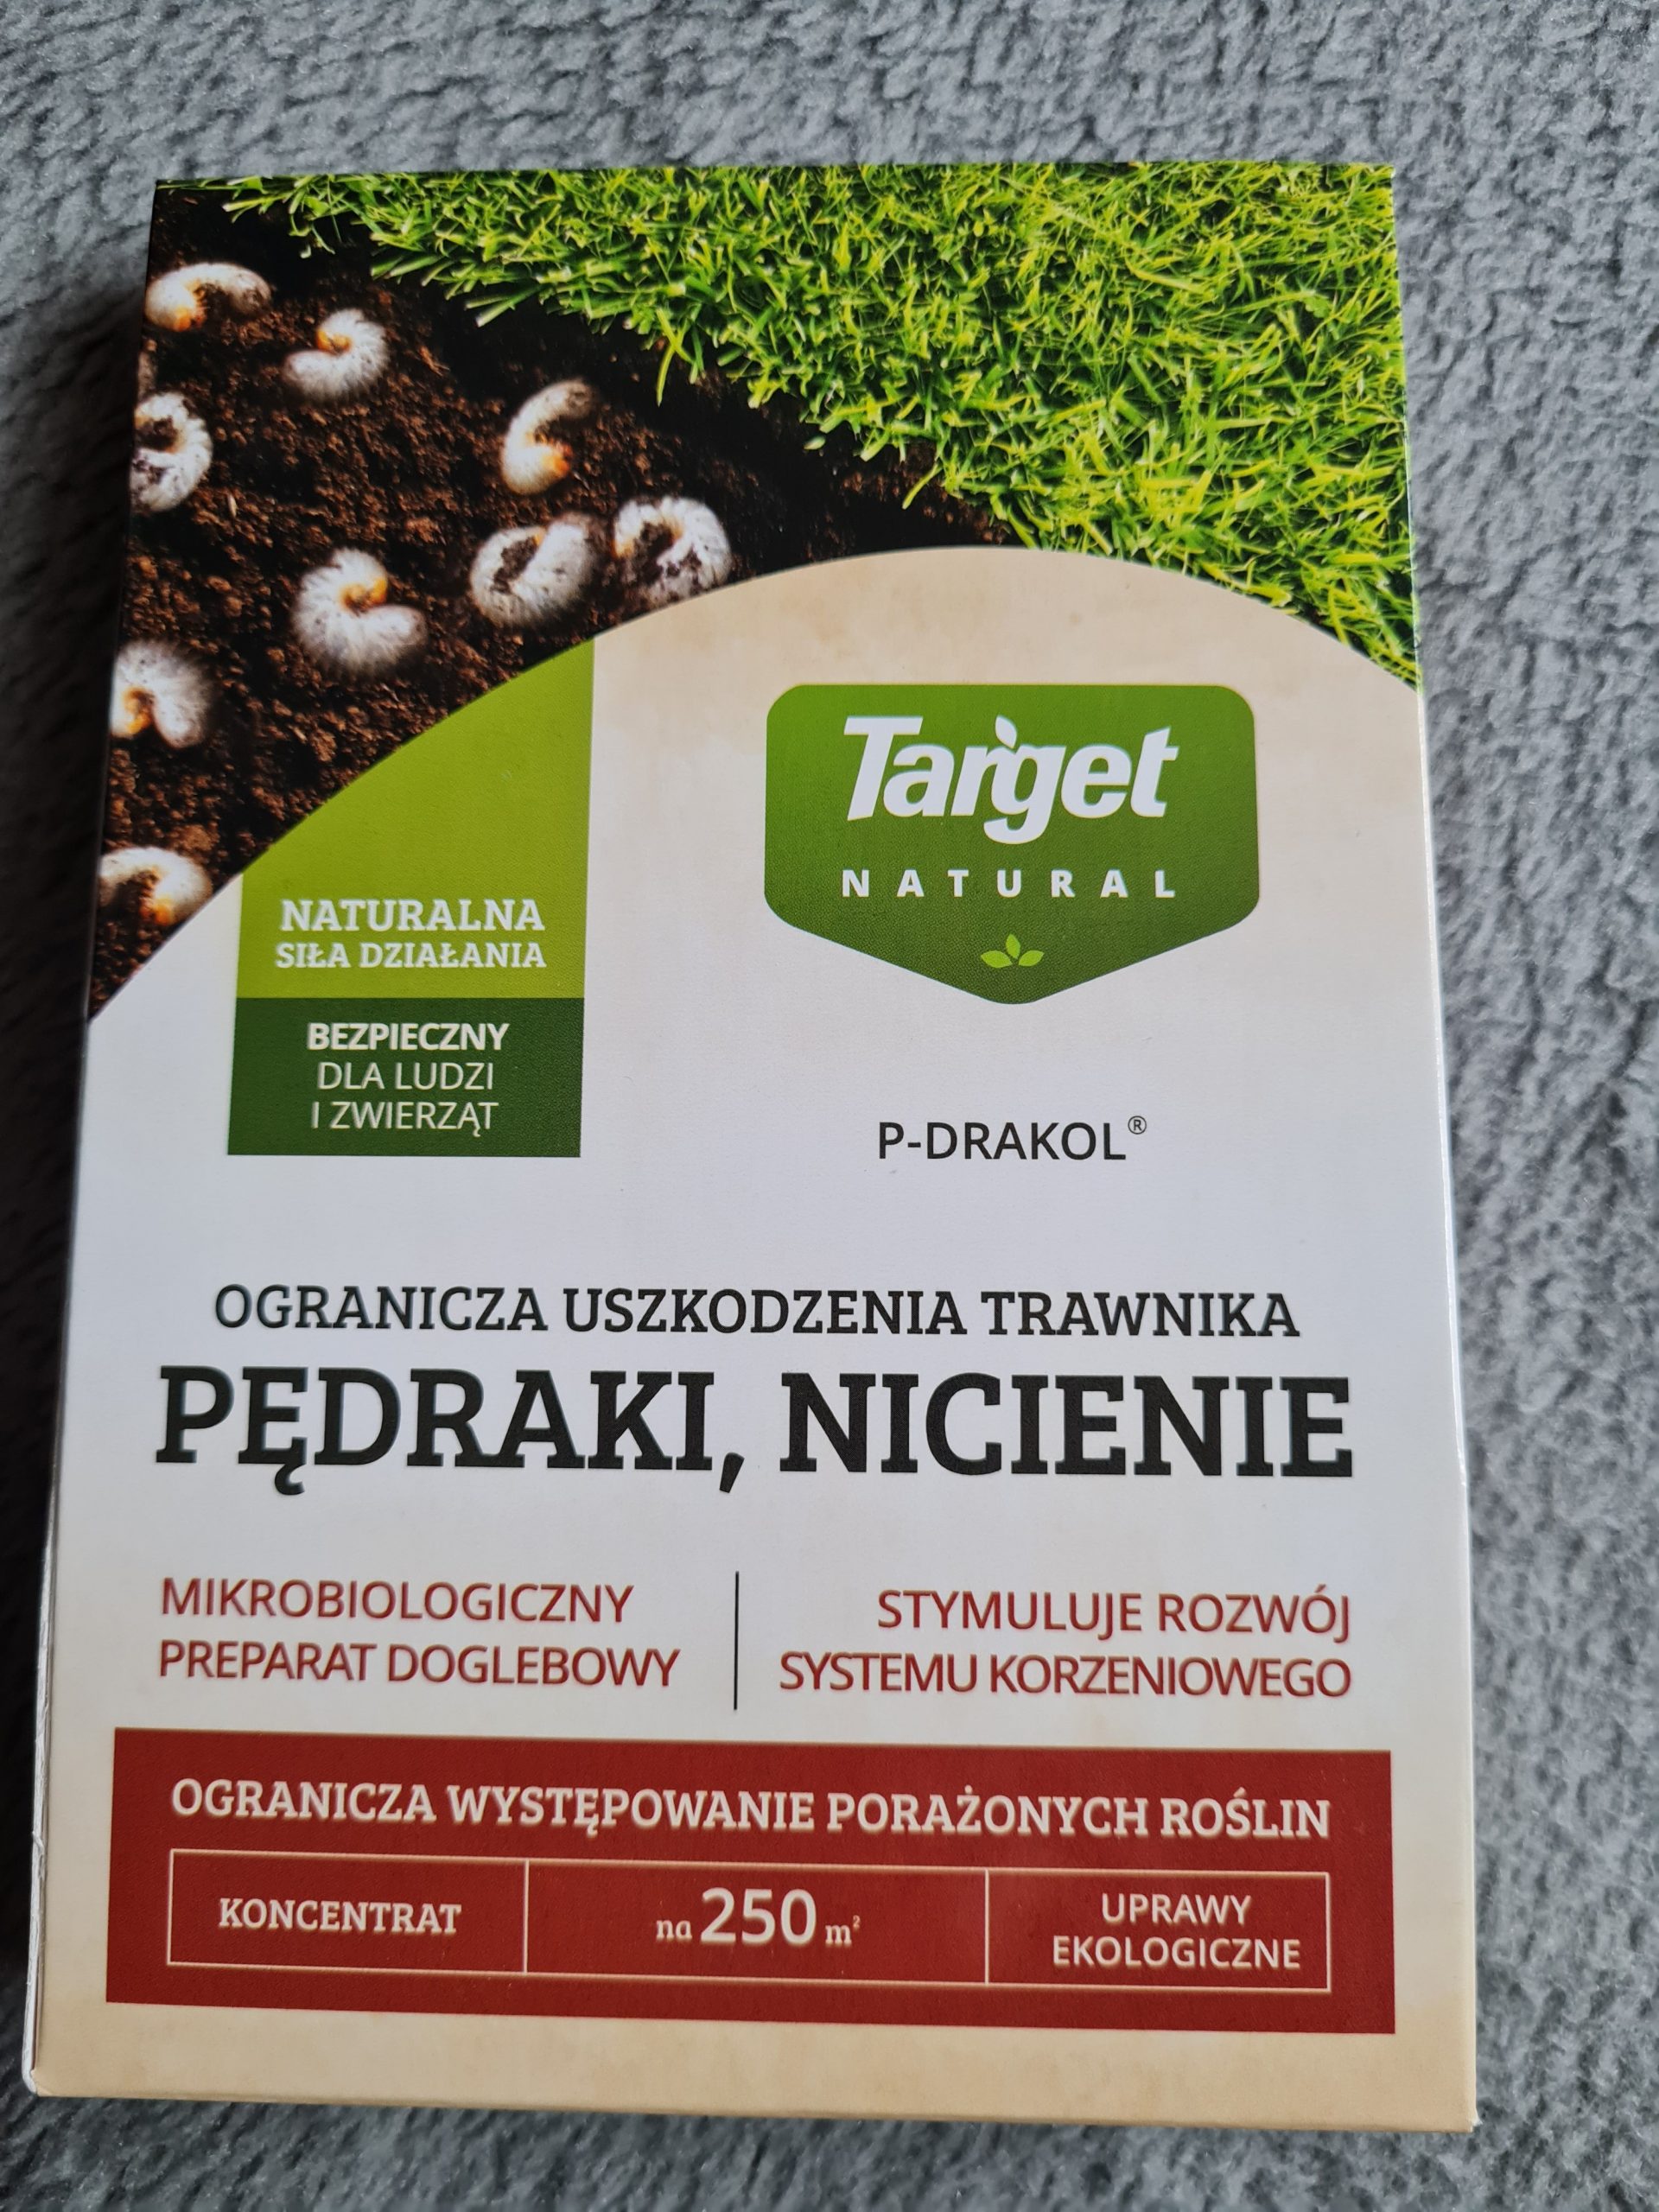 Target
NATURAL
NATURALNA
SIŁA DZIAŁANIA
BEZPIECZNY
DLA LUDZI
I ZWIERZĄT
P-DRAKOL®
OGRANICZA USZKODZENIA TRAWNIKA
PĘDRAKI, NICIENIE
MIKROBIOLOGICZNY
PREPARAT DOGLEBOWY
STYMULUJE ROZWÓJ
SYSTEMU KORZENIOWEGO
OGRANICZA WYSTĘPOWANIE PORAŻONYCH ROŚLIN
KONCENTRAT
na 250 m²
UPRAWY
EKOLOGICZNE